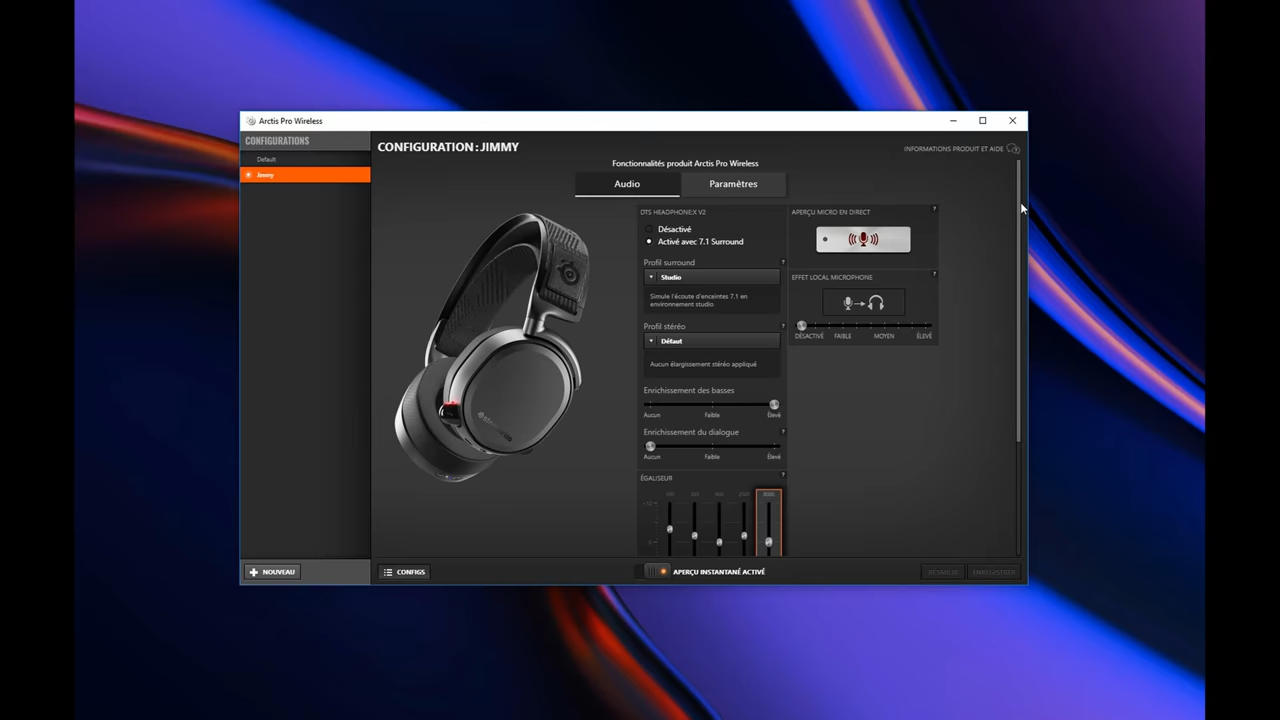 Arctis Pro Wireless
CONFIGURATIONS
Default
Jimmy
NOUVEAU
CONFIGURATION : JIMMY
INFORMATIONS PRODUIT ET AIDE
Fonctionnalités produit Arctis Pro Wireless
Audio
Paramètres
DTS HEADPHONE:X V2
Désactivé
Activé avec 7.1 Surround
Profil surround
?
Studio
Simule l'écoute d'enceintes 7.1 en
environnement studio
Profil stéréo
?
Défaut
Aucun élargissement stéréo appliqué
Enrichissement des basses
?
Aucun
Faible
Élevé
Enrichissement du dialogue
?
Aucun
Faible
Élevé
ÉGALISEUR
?
APERÇU MICRO EN DIRECT
?
EFFET LOCAL MICROPHONE
?
DÉSACTIVÉ
FAIBLE
MOYEN
ÉLEVÉ
CONFIGS
APERÇU INSTANTANÉ ACTIVÉ
ENREGISTRER